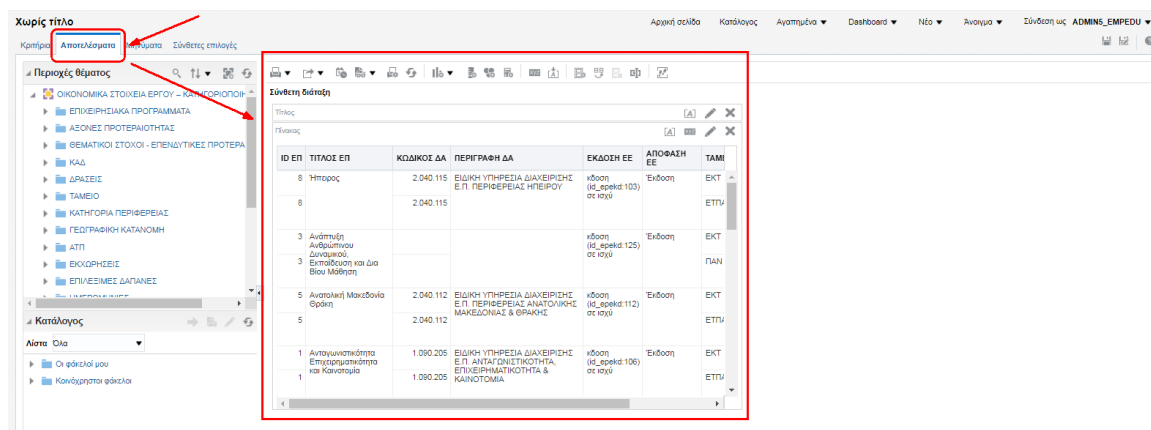 Χωρίς τίτλο
Αρχική σελίδα Κατάλογος Αγαπημένα Dashboard Νέο Άνοιγμα Σύνδεση ως ADMIN5_EMPEDU
Κριτήρια Αποτελέσματα Μηνύματα Σύνθετες επιλογές
Περιοχές θέματος
ΟΙΚΟΝΟΜΙΚΑ ΣΤΟΙΧΕΙΑ ΕΡΓΟΥ – ΚΑΤΗΓΟΡΙΟΠΟΙΗ
ΕΠΙΧΕΙΡΗΣΙΑΚΑ ΠΡΟΓΡΑΜΜΑΤΑ
ΑΞΟΝΕΣ ΠΡΟΤΕΡΑΙΟΤΗΤΑΣ
ΘΕΜΑΤΙΚΟΙ ΣΤΟΧΟΙ - ΕΠΕΝΔΥΤΙΚΕΣ ΠΡΟΤΕΡΑ
ΚΑΔ
ΔΡΑΣΕΙΣ
ΤΑΜΕΙΟ
ΚΑΤΗΓΟΡΙΑ ΠΕΡΙΦΕΡΕΙΑΣ
ΓΕΩΓΡΑΦΙΚΗ ΚΑΤΑΝΟΜΗ
ΑΤΠ
ΕΚΧΩΡΗΣΕΙΣ
ΕΠΙΛΕΞΙΜΕΣ ΔΑΠΑΝΕΣ
ΗΜΕΡΟΜΗΝΙΕΣ
Κατάλογος
Λίστα Όλα
Οι φάκελοί μου
Κοινόχρηστοι φάκελοι
Σύνθετη διάταξη
Τίτλος
Πίνακας
ID ΕΠ ΤΙΤΛΟΣ ΕΠ ΚΩΔΙΚΟΣ ΔΑ ΠΕΡΙΓΡΑΦΗ ΔΑ ΕΚΔΟΣΗ ΕΕ ΑΠΟΦΑΣΗ ΕΕ ΤΑΜΕ
8 Ήπειρος 2.040.115 ΕΙΔΙΚΗ ΥΠΗΡΕΣΙΑ ΔΙΑΧΕΙΡΙΣΗΣ κδοση Έκδοση ΕΚΤ
Ε.Π. ΠΕΡΙΦΕΡΕΙΑΣ ΗΠΕΙΡΟΥ (id_epekd:103)
σε ισχύ
8 2.040.115 ΕΤΠΑ
3 Ανάπτυξη κδοση Έκδοση ΕΚΤ
Ανθρώπινου (id_epekd:125)
Δυναμικού, σε ισχύ
3 Εκπαίδευση και Δια ΠΑΝ
Βίου Μάθηση
5 Ανατολική Μακεδονία 2.040.112 ΕΙΔΙΚΗ ΥΠΗΡΕΣΙΑ ΔΙΑΧΕΙΡΙΣΗΣ κδοση Έκδοση ΕΚΤ
Θράκη Ε.Π. ΠΕΡΙΦΕΡΕΙΑΣ ΑΝΑΤΟΛΙΚΗΣ (id_epekd:112)
ΜΑΚΕΔΟΝΙΑΣ & ΘΡΑΚΗΣ σε ισχύ
5 2.040.112 ΕΤΠΑ
1 Ανταγωνιστικότητα 1.090.205 ΕΙΔΙΚΗ ΥΠΗΡΕΣΙΑ ΔΙΑΧΕΙΡΙΣΗΣ κδοση Έκδοση ΕΚΤ
Επιχειρηματικότητα Ε.Π. ΑΝΤΑΓΩΝΙΣΤΙΚΟΤΗΤΑ, (id_epekd:106)
και Καινοτομία ΕΠΙΧΕΙΡΗΜΑΤΙΚΟΤΗΤΑ & σε ισχύ
1 1.090.205 ΚΑΙΝΟΤΟΜΙΑ ΕΤΠΑ